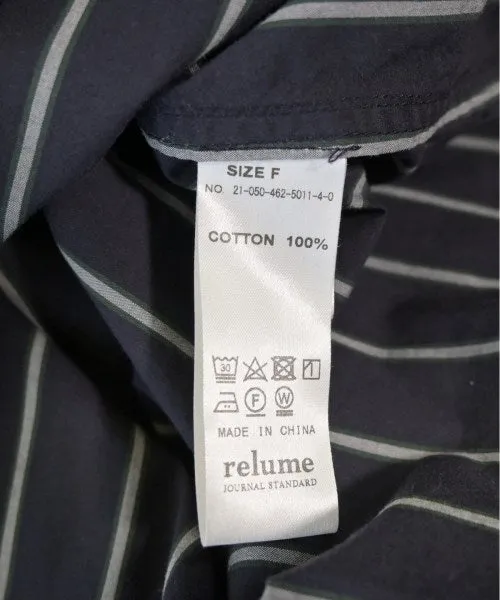 SIZE F
NO. 21-050-462-5011-4-0
COTTON 100%
30
F W
MADE IN CHINA
relume
JOURNAL STANDARD